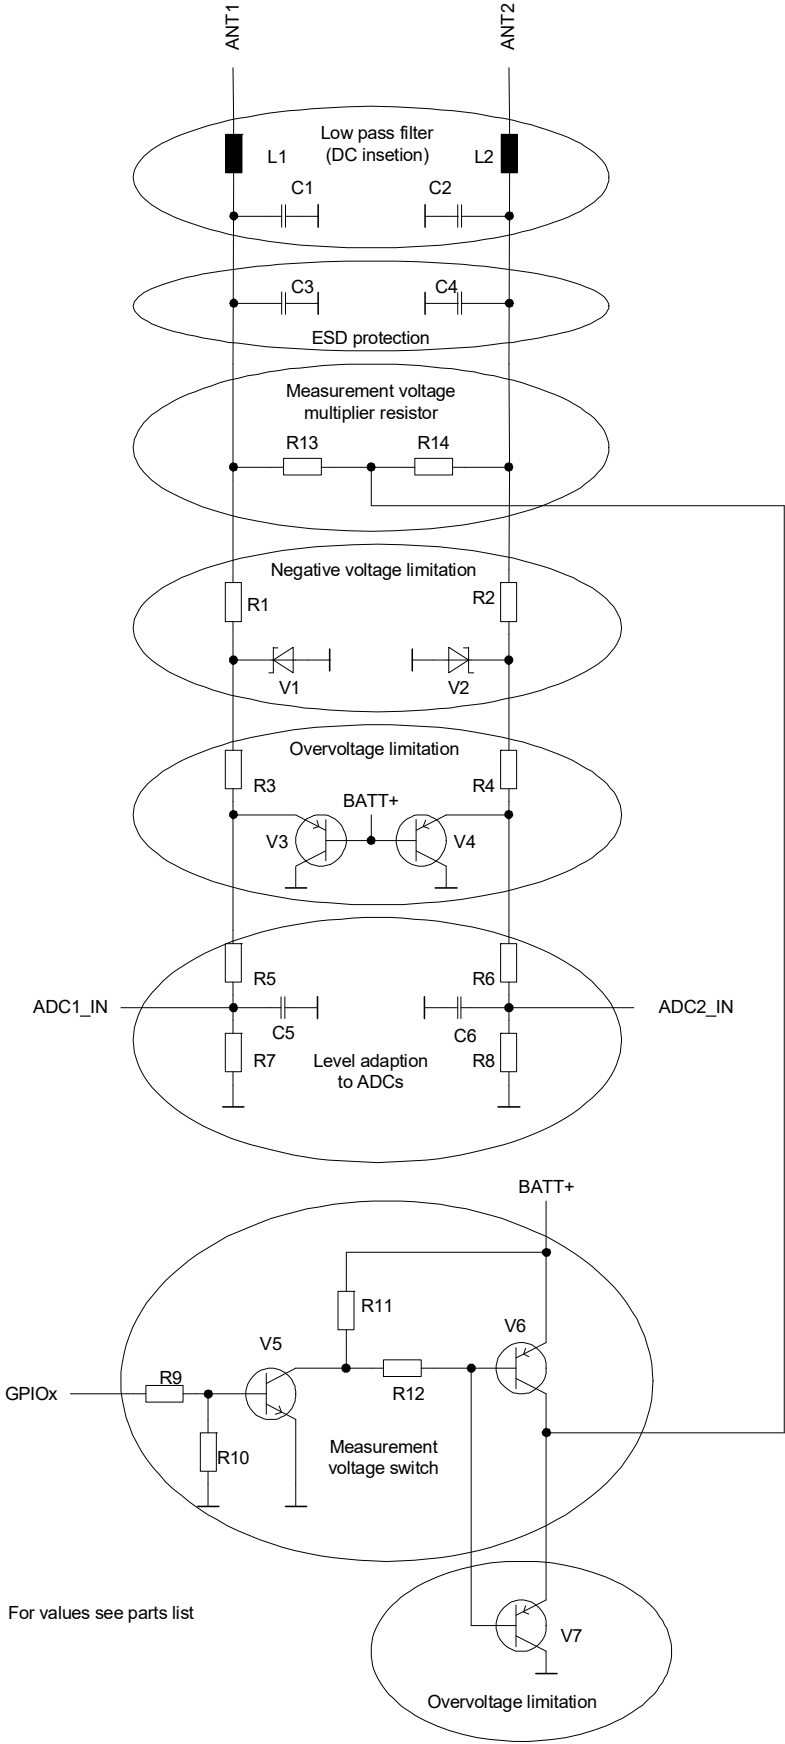 ANT1
ANT2
Low pass filter
(DC insetion)
L1
L2
C1
C2
C3
C4
ESD protection
Measurement voltage
multiplier resistor
R13
R14
Negative voltage limitation
R1
R2
V1
V2
Overvoltage limitation
R3
R4
BATT+
V3
V4
R5
R6
ADC1_IN
ADC2_IN
C5
C6
R7
R8
Level adaption
to ADCs
BATT+
R11
V6
V5
R9
R12
GPIOx
R10
Measurement
voltage switch
For values see parts list
V7
Overvoltage limitation